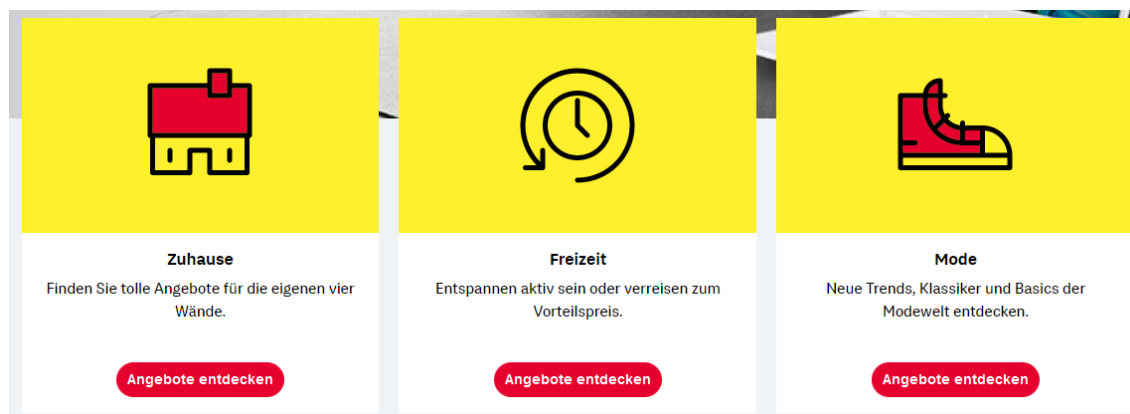 Zuhause
Finden Sie tolle Angebote für die eigenen vier
Wände.
Angebote entdecken
Freizeit
Entspannen aktiv sein oder verreisen zum
Vorteilspreis.
Angebote entdecken
Mode
Neue Trends, Klassiker und Basics der
Modewelt entdecken.
Angebote entdecken